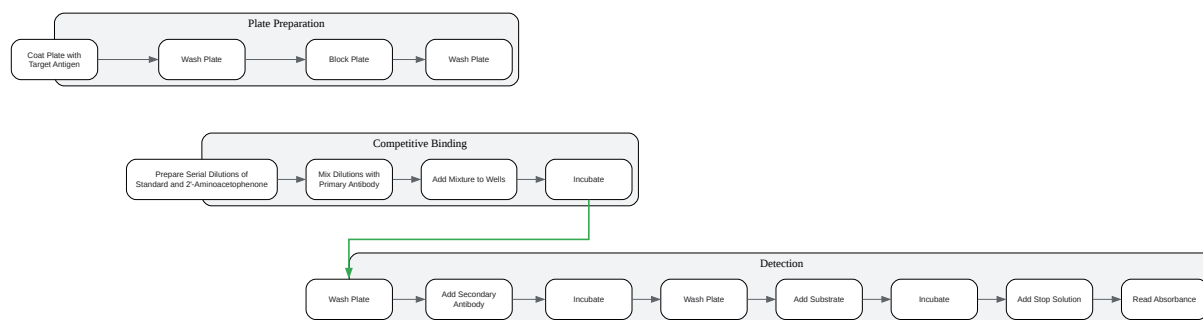 Plate Preparation
Coat Plate with
Target Antigen
Wash Plate
Block Plate
Wash Plate
Competitive Binding
Prepare Serial Dilutions of
Standard and 2'-Aminoacetophenone
Mix Dilutions with
Primary Antibody
Add Mixture to Wells
Incubate
Detection
Wash Plate
Add Secondary
Antibody
Incubate
Wash Plate
Add Substrate
Incubate
Add Stop Solution
Read Absorbance